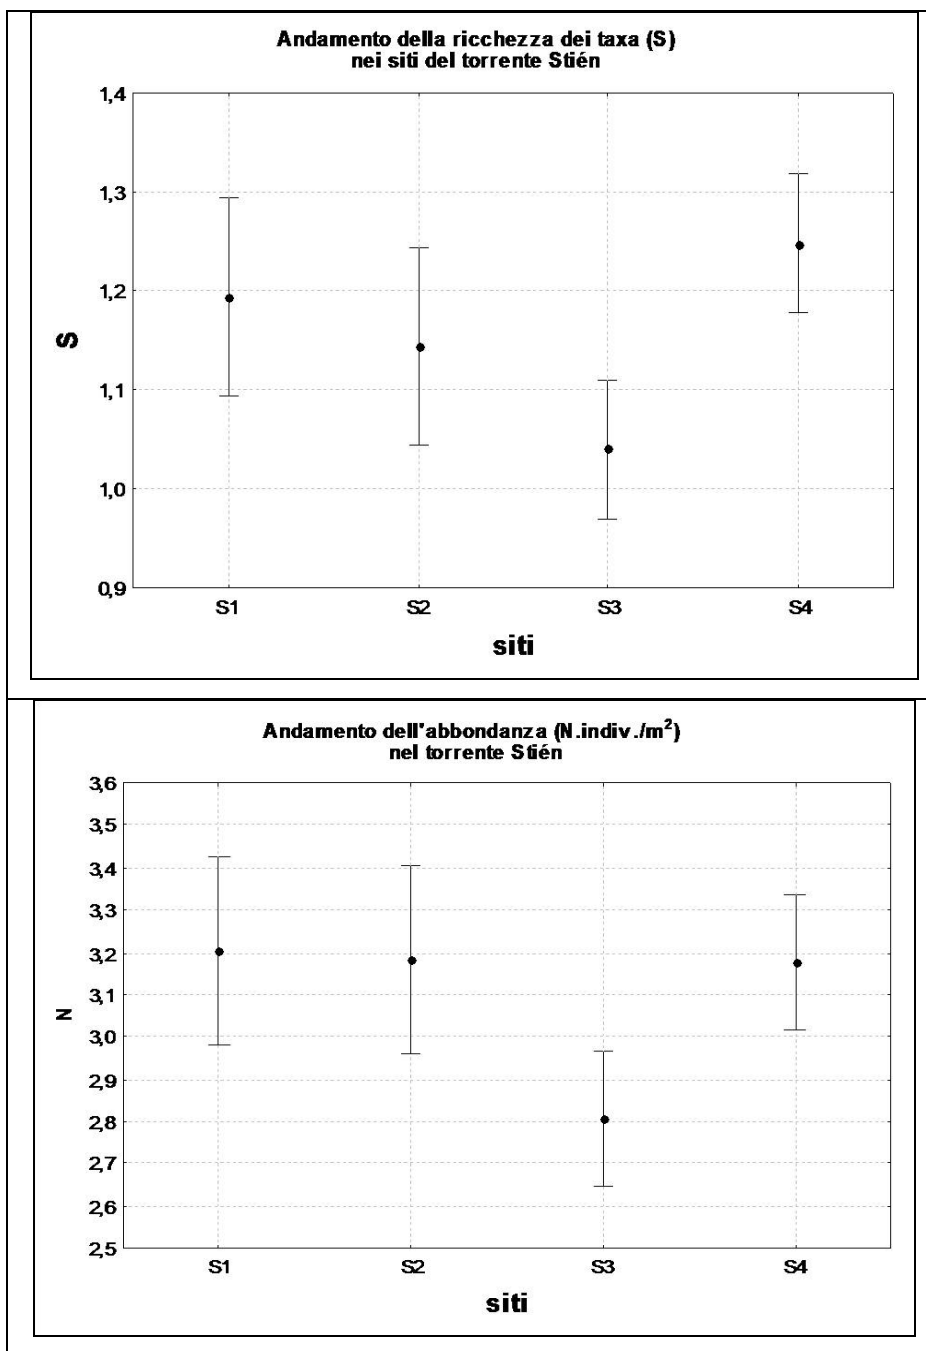 Andamento della ricchezza dei taxa (S)
nei siti del torrente Stién
1,4
1,3
1,2
1,1
1,0
0,9
S
S1 S2 S3 S4
siti
Andamento dell'abbondanza (N.indiv./m²)
nel torrente Stién
3,6
3,5
3,4
3,3
3,2
3,1
3,0
2,9
2,8
2,7
2,6
2,5
N
S1 S2 S3 S4
siti